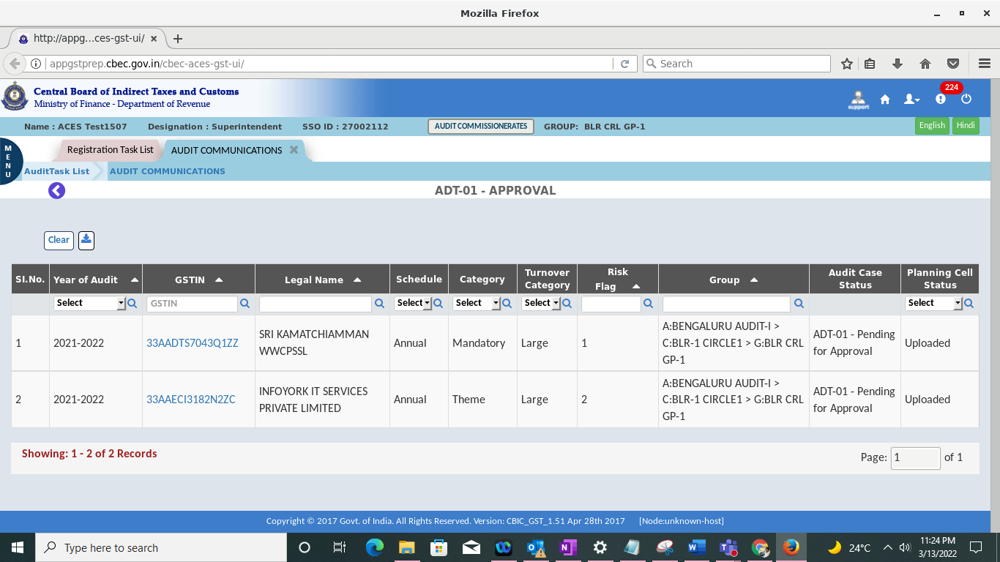 Mozilla Firefox
http://appg...ces-gst-ui/
appgstprep.cbec.gov.in/cbec-aces-gst-ui/
Search
Central Board of Indirect Taxes and Customs
Ministry of Finance - Department of Revenue
support
224
Name : ACES Test1507 Designation : Superintendent SSO ID : 27002112 AUDIT COMMISSIONERATES GROUP: BLR CRL GP-1 English Hindi
MENU
Registration Task List AUDIT COMMUNICATIONS
AuditTask List AUDIT COMMUNICATIONS
ADT-01 - APPROVAL
Clear
Sl.No. Year of Audit GSTIN Legal Name Schedule Category Turnover Category Risk Flag Group Audit Case Status Planning Cell Status
Select GSTIN Select Select Select Select
1 2021-2022 33AADTS7043Q1ZZ SRI KAMATCHIAMMAN WWCPSSL Annual Mandatory Large 1 A:BENGALURU AUDIT-I > C:BLR-1 CIRCLE1 > G:BLR CRL GP-1 ADT-01 - Pending for Approval Uploaded
2 2021-2022 33AAECI3182N2ZC INFOYORK IT SERVICES PRIVATE LIMITED Annual Theme Large 2 A:BENGALURU AUDIT-I > C:BLR-1 CIRCLE1 > G:BLR CRL GP-1 ADT-01 - Pending for Approval Uploaded
Showing: 1 - 2 of 2 Records
Page: 1 of 1
Copyright © 2017 Govt. of India. All Rights Reserved. Version: CBIC_GST_1.51 Apr 28th 2017 [Node:unknown-host]
Type here to search
24°C
11:24 PM
3/13/2022